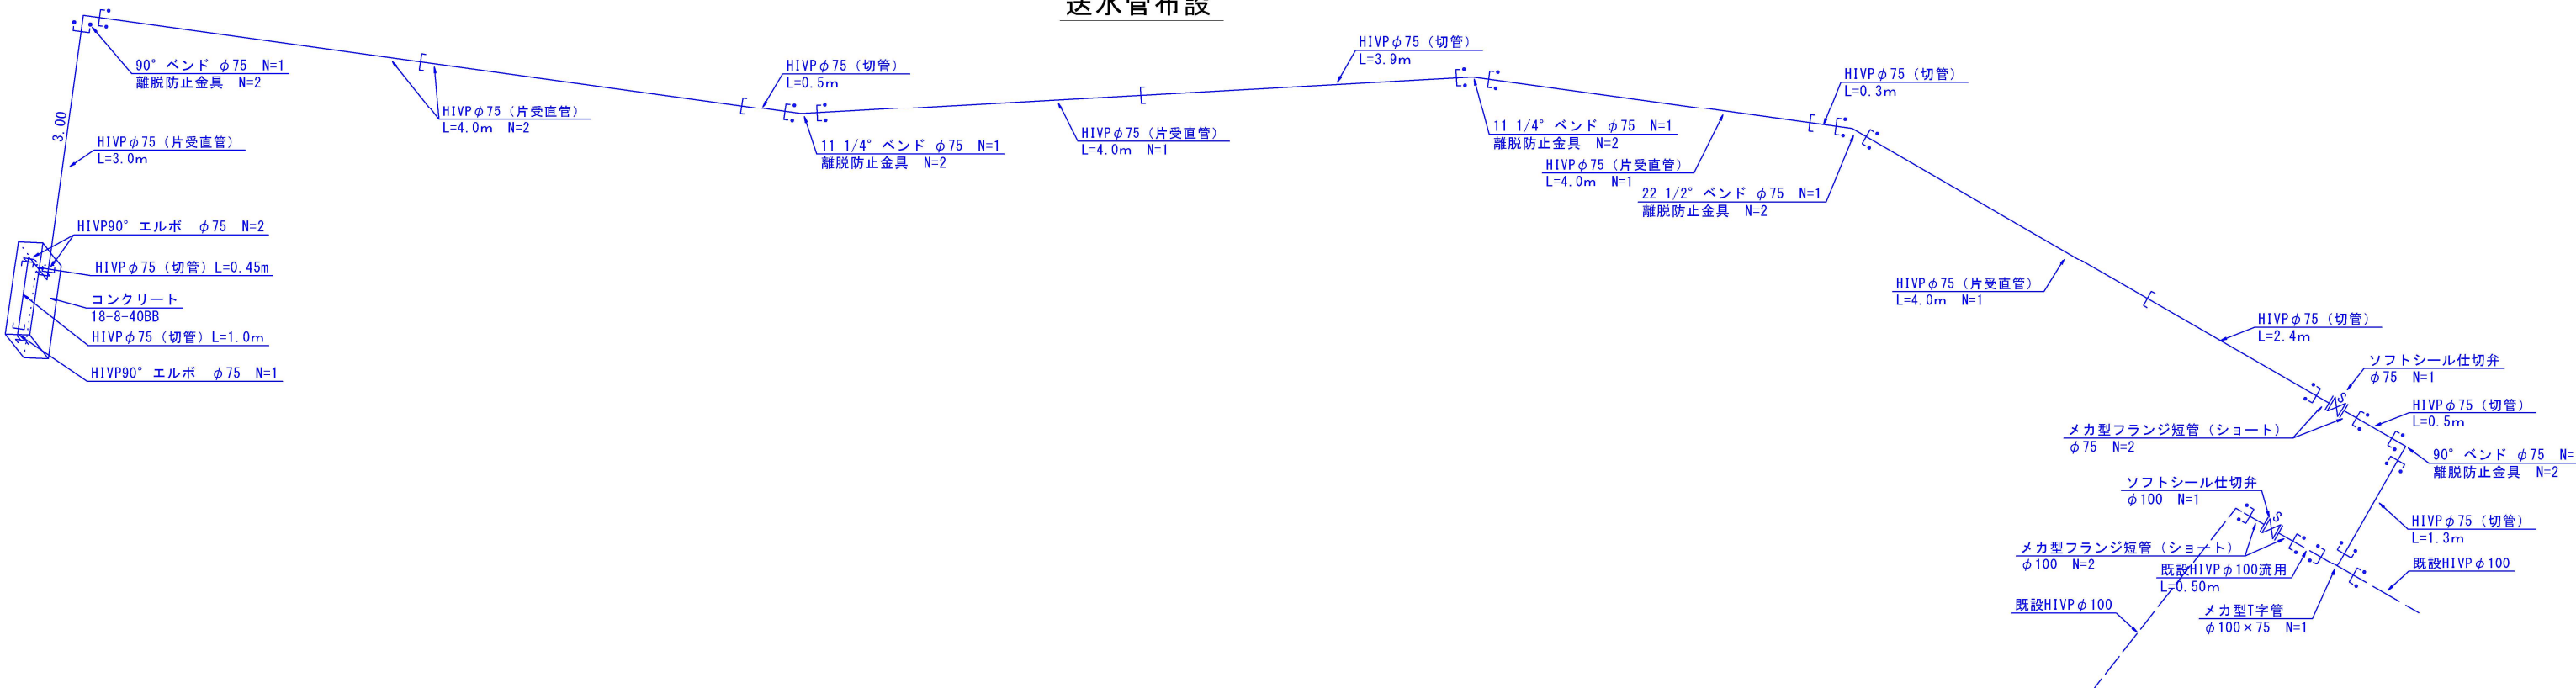 送水管布設
90° ベンド φ75 N=1
離脱防止金具 N=2
3.00
HIVPφ75（片受直管）
L=3.0m
HIVP90° エルボ φ75 N=2
HIVPφ75（切管）L=0.45m
コンクリート
18-8-40BB
HIVPφ75（切管）L=1.0m
HIVP90° エルボ φ75 N=1
HIVPφ75（片受直管）
L=4.0m N=2
HIVPφ75（切管）
L=0.5m
11 1/4° ベンド φ75 N=1
離脱防止金具 N=2
HIVPφ75（片受直管）
L=4.0m N=1
HIVPφ75（切管）
L=3.9m
11 1/4° ベンド φ75 N=1
離脱防止金具 N=2
HIVPφ75（片受直管）
L=4.0m N=1
HIVPφ75（切管）
L=0.3m
22 1/2° ベンド φ75 N=1
離脱防止金具 N=2
HIVPφ75（片受直管）
L=4.0m N=1
HIVPφ75（切管）
L=2.4m
ソフトシール仕切弁
φ75 N=1
S
HIVPφ75（切管）
L=0.5m
メカ型フランジ短管（ショート）
φ75 N=2
90° ベンド φ75 N=
離脱防止金具 N=2
ソフトシール仕切弁
φ100 N=1
S
HIVPφ75（切管）
L=1.3m
メカ型フランジ短管（ショート）
φ100 N=2
既設HIVPφ100流用
L=0.50m
既設HIVPφ100
既設HIVPφ100
メカ型T字管
φ100×75 N=1